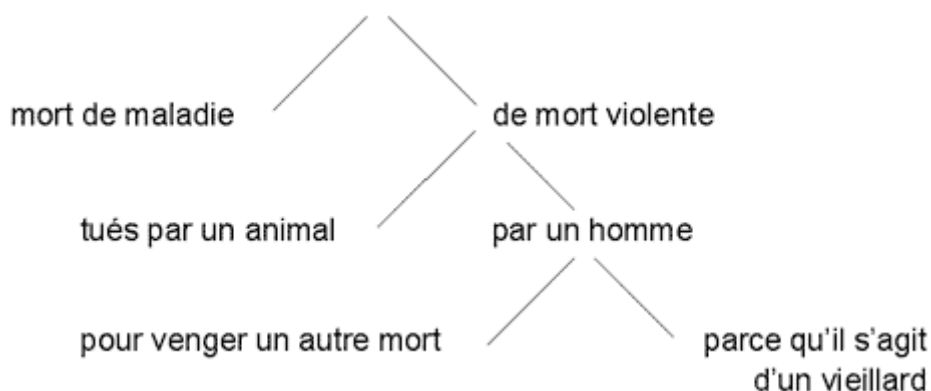 mort de maladie
de mort violente
tués par un animal
par un homme
pour venger un autre mort
parce qu'il s'agit
d'un vieillard